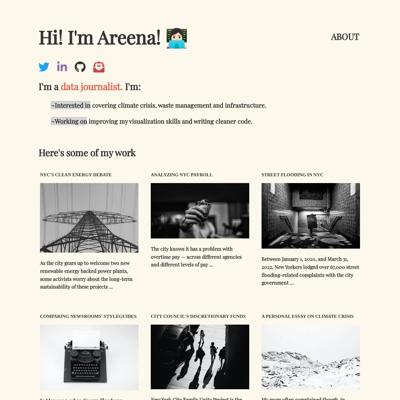 Hi! I'm Areena!
ABOUT
I'm a data journalist. I'm:
~Interested in covering climate crisis, waste management and infrastructure.
~Working on improving my visualization skills and writing cleaner code.
Here's some of my work
NYC'S CLEAN ENERGY DEBATE
As the city gears up to welcome two new
renewable energy backed power plants,
some activists worry about the long-term
sustainability of these projects ...
ANALYZING NYC PAYROLL
The city knows it has a problem with
overtime pay — across different agencies
and different levels of pay ...
STREET FLOODING IN NYC
Between January 1, 2020, and March 31,
2022, New Yorkers lodged over 67,000 street
flooding-related complaints with the city
government ...
COMPARING NEWSROOMS' STYLEGUIDES
CITY COUNCIL'S DISCRETIONARY FUNDS
A PERSONAL ESSAY ON CLIMATE CRISIS